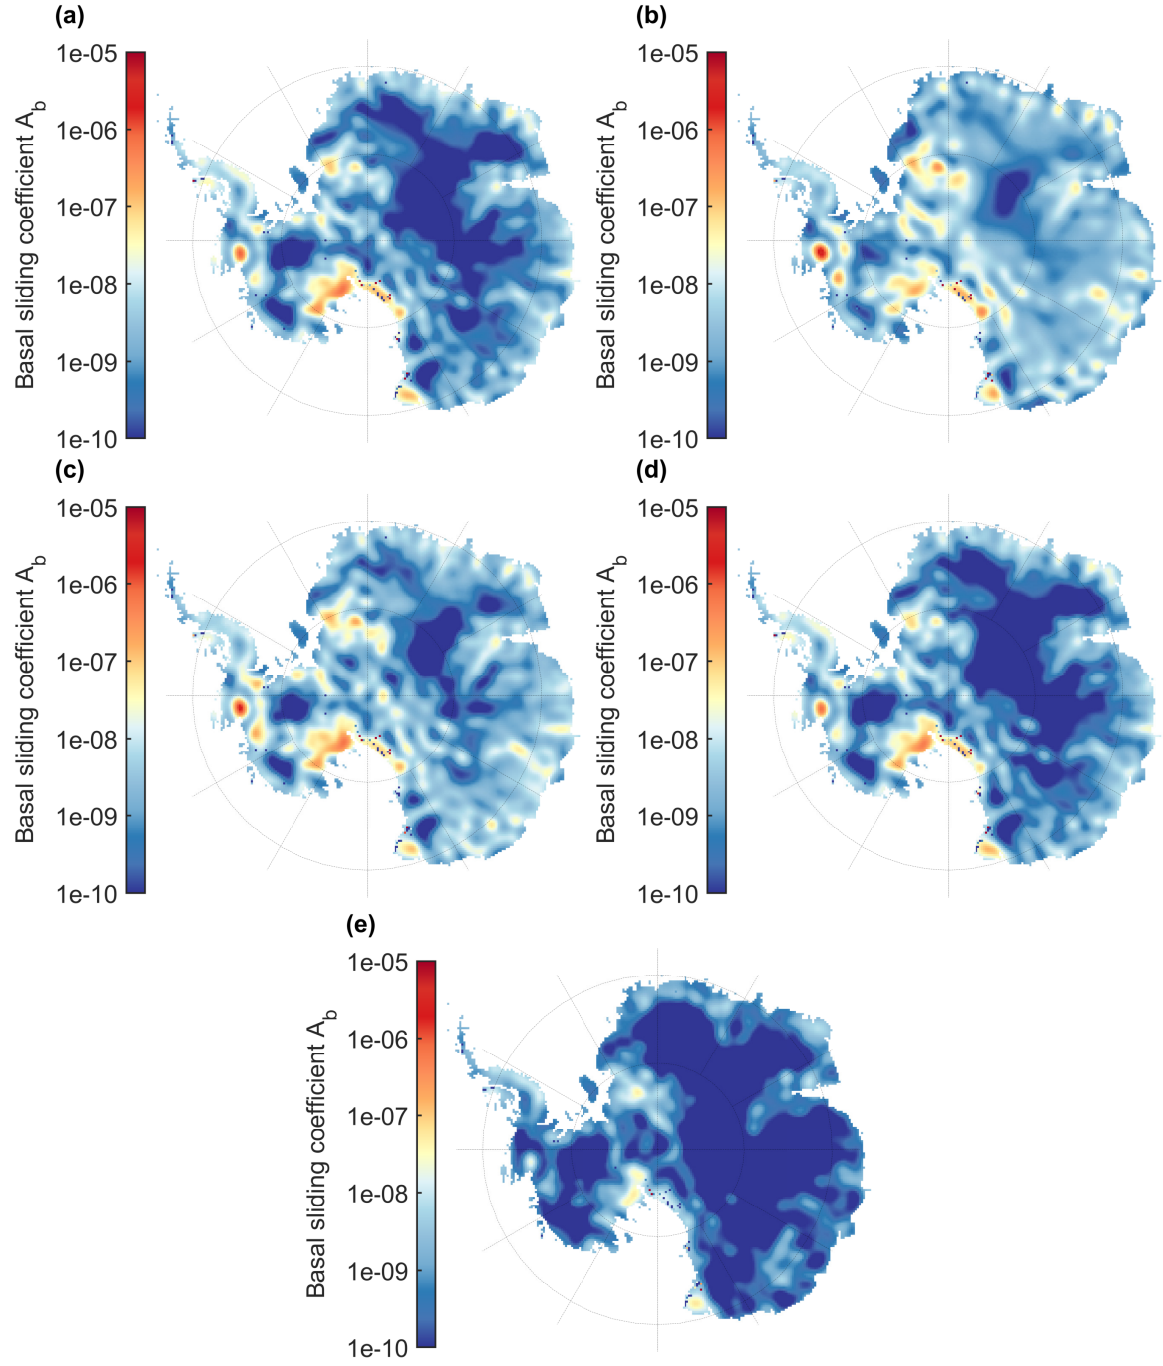 (a)
Basal sliding coefficient A_b
1e-05
1e-06
1e-07
1e-08
1e-09
1e-10
(b)
Basal sliding coefficient A_b
1e-05
1e-06
1e-07
1e-08
1e-09
1e-10
(c)
Basal sliding coefficient A_b
1e-05
1e-06
1e-07
1e-08
1e-09
1e-10
(d)
Basal sliding coefficient A_b
1e-05
1e-06
1e-07
1e-08
1e-09
1e-10
(e)
Basal sliding coefficient A_b
1e-05
1e-06
1e-07
1e-08
1e-09
1e-10